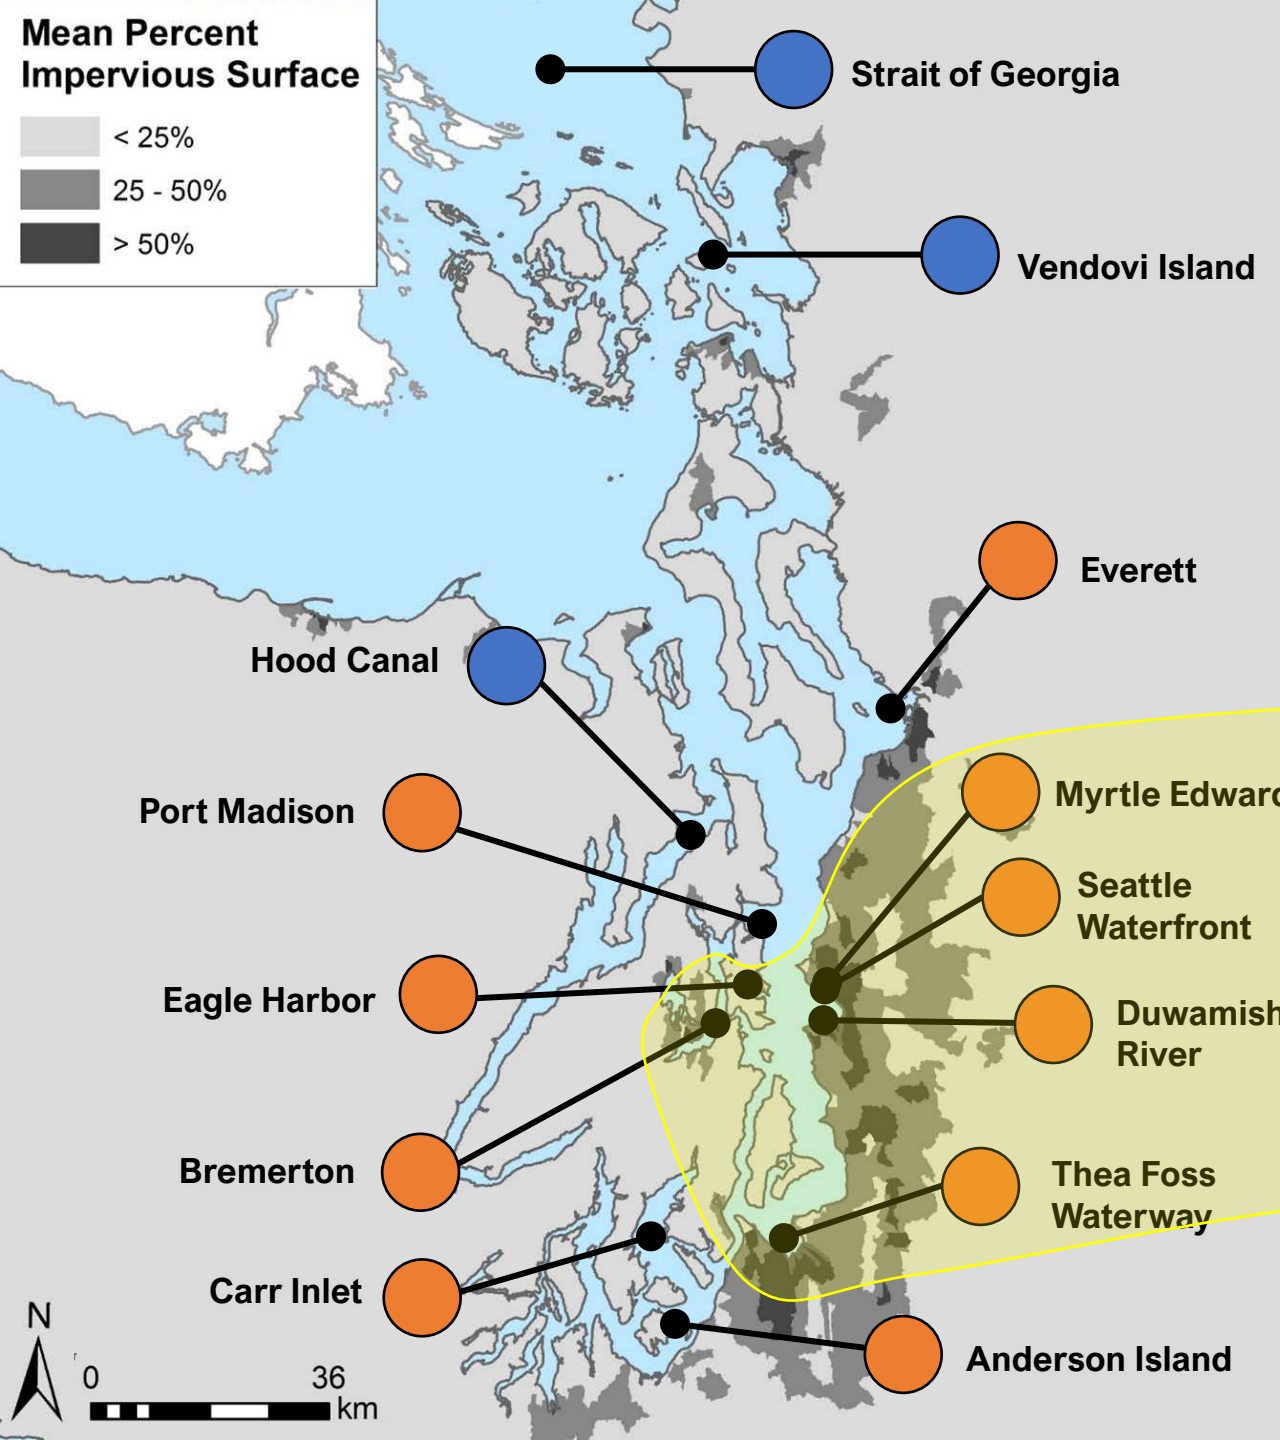 Mean Percent
Impervious Surface
< 25%
25 - 50%
> 50%
Strait of Georgia
Vendovi Island
Everett
Hood Canal
Myrtle Edward
Port Madison
Seattle
Waterfront
Eagle Harbor
Duwamish
River
Bremerton
Thea Foss
Waterway
Carr Inlet
Anderson Island
N
0 36
km